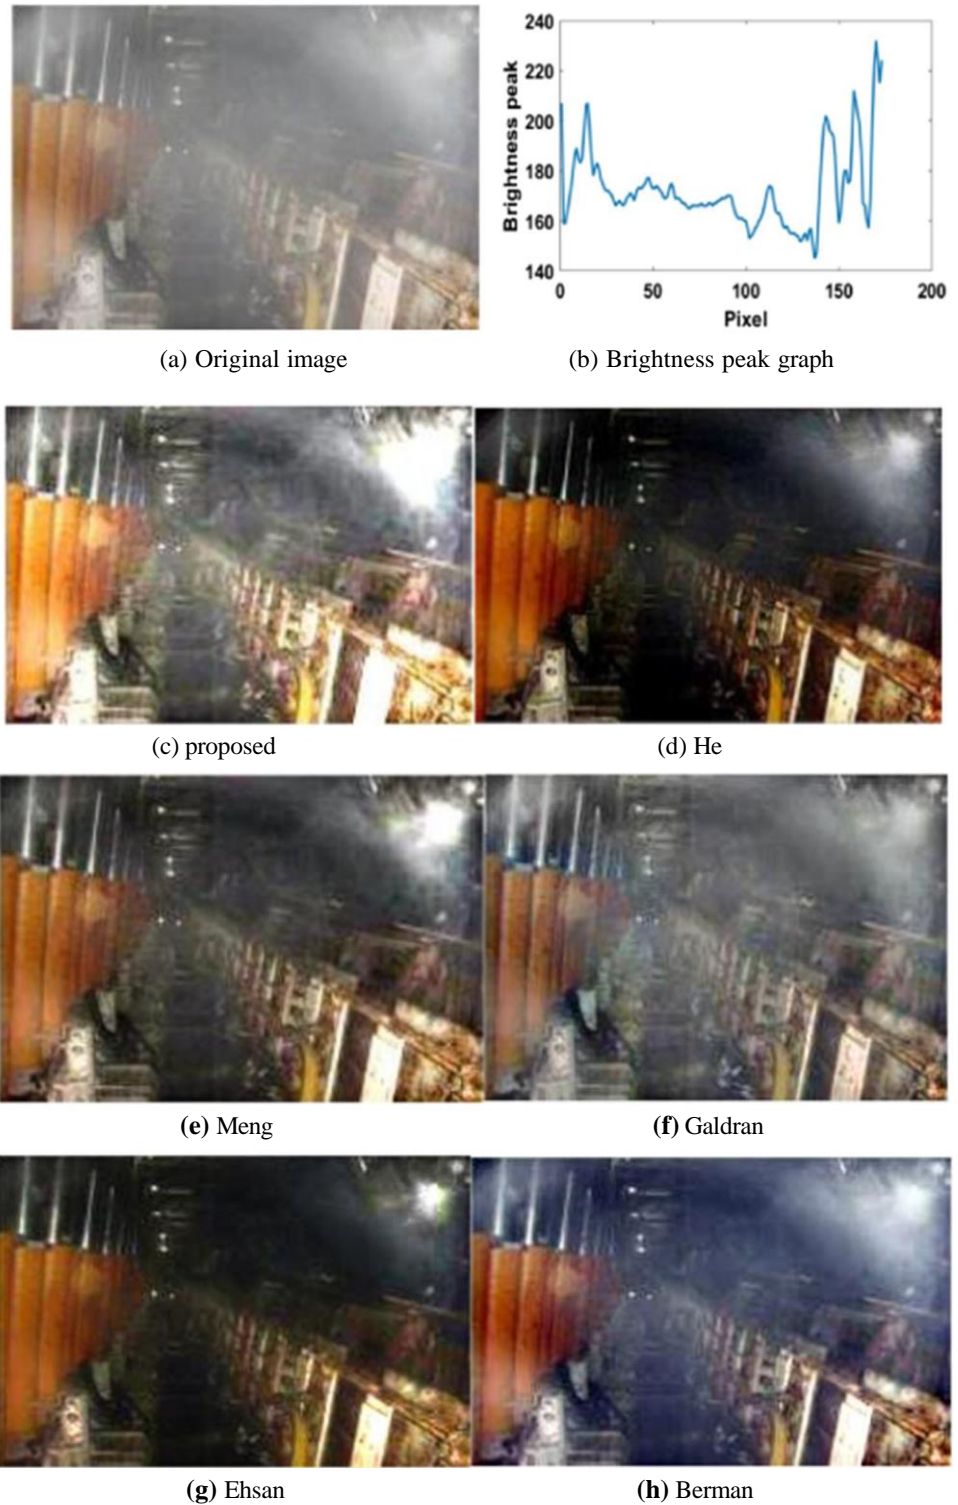 240
220
200
180
160
140
Brightness peak
0 50 100 150 200
Pixel
(a) Original image
(b) Brightness peak graph
(c) proposed
(d) He
(e) Meng
(f) Galdran
(g) Ehsan
(h) Berman